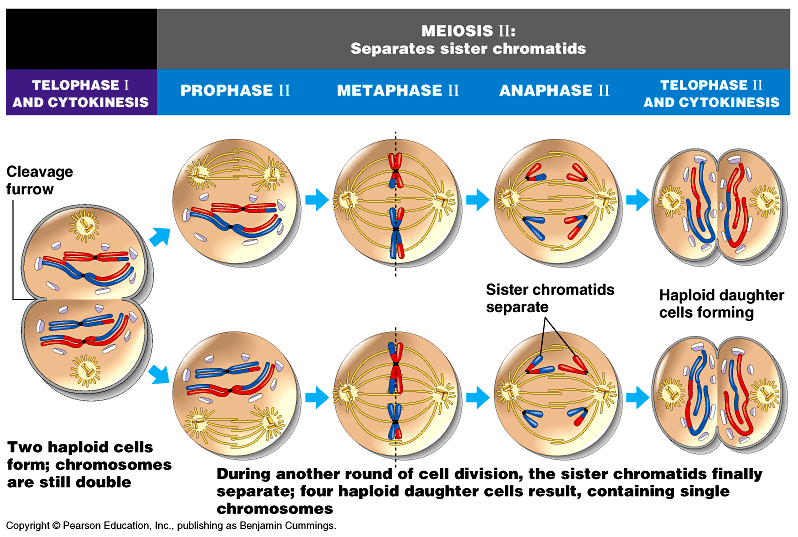 MEIOSIS II:
Separates sister chromatids
TELOPHASE I
AND CYTOKINESIS
PROPHASE II
METAPHASE II
ANAPHASE II
TELOPHASE II
AND CYTOKINESIS
Cleavage
furrow
Sister chromatids
separate
Haploid daughter
cells forming
Two haploid cells
form; chromosomes
are still double
During another round of cell division, the sister chromatids finally
separate; four haploid daughter cells result, containing single
chromosomes
Copyright © Pearson Education, Inc., publishing as Benjamin Cummings.